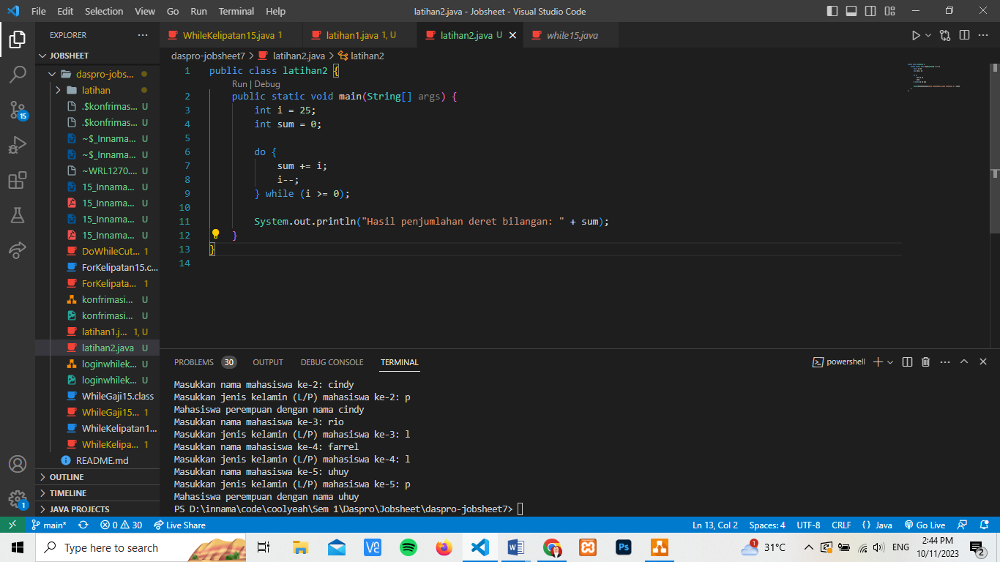 File Edit Selection View Go Run Terminal Help
latihan2.java - Jobsheet - Visual Studio Code
EXPLORER
WhileKelipatan15.java 1
latihan1.java 1, U
latihan2.java U
while15.java
JOBSHEET
daspro-jobsheet7 > latihan2.java > latihan2
daspro-jobs...
latihan
.$konfrimas... U
.$konfrimas... U
~$_Innama... U
~$_Innama... U
~WRL1270.... U
15_Innama... U
15_Innama... U
15_Innama... U
15_Innama... U
DoWhileCut... 1
ForKelipatan15.c...
ForKelipata... 1
konfrimasi... U
konfrimasi... U
latihan1.j... 1, U
latihan2.java U
loginwhilek... U
loginwhilek... U
WhileGaji15.class
WhileGaji15... 1
WhileKelipatan1...
WhileKelipa... 1
README.md
OUTLINE
TIMELINE
JAVA PROJECTS
15
1
1 public class latihan2 {
Run | Debug
2 public static void main(String[] args) {
3 int i = 25;
4 int sum = 0;
5
6 do {
7 sum += i;
8 i--;
9 } while (i >= 0);
10
11 System.out.println("Hasil penjumlahan deret bilangan: " + sum);
12 }
13 }
14
PROBLEMS 30 OUTPUT DEBUG CONSOLE TERMINAL
powershell
Masukkan nama mahasiswa ke-2: cindy
Masukkan jenis kelamin (L/P) mahasiswa ke-2: p
Mahasiswa perempuan dengan nama cindy
Masukkan nama mahasiswa ke-3: rio
Masukkan jenis kelamin (L/P) mahasiswa ke-3: l
Masukkan nama mahasiswa ke-4: farrel
Masukkan jenis kelamin (L/P) mahasiswa ke-4: l
Masukkan nama mahasiswa ke-5: uhuy
Masukkan jenis kelamin (L/P) mahasiswa ke-5: p
Mahasiswa perempuan dengan nama uhuy
PS D:\innama\code\coolyeah\Sem 1\Daspro\Jobsheet\daspro-jobsheet7>
main* 0 30 Live Share
Ln 13, Col 2 Spaces: 4 UTF-8 CRLF {} Java Go Live
Type here to search
Ps
1
31°C
ENG
2:44 PM
10/11/2023
2